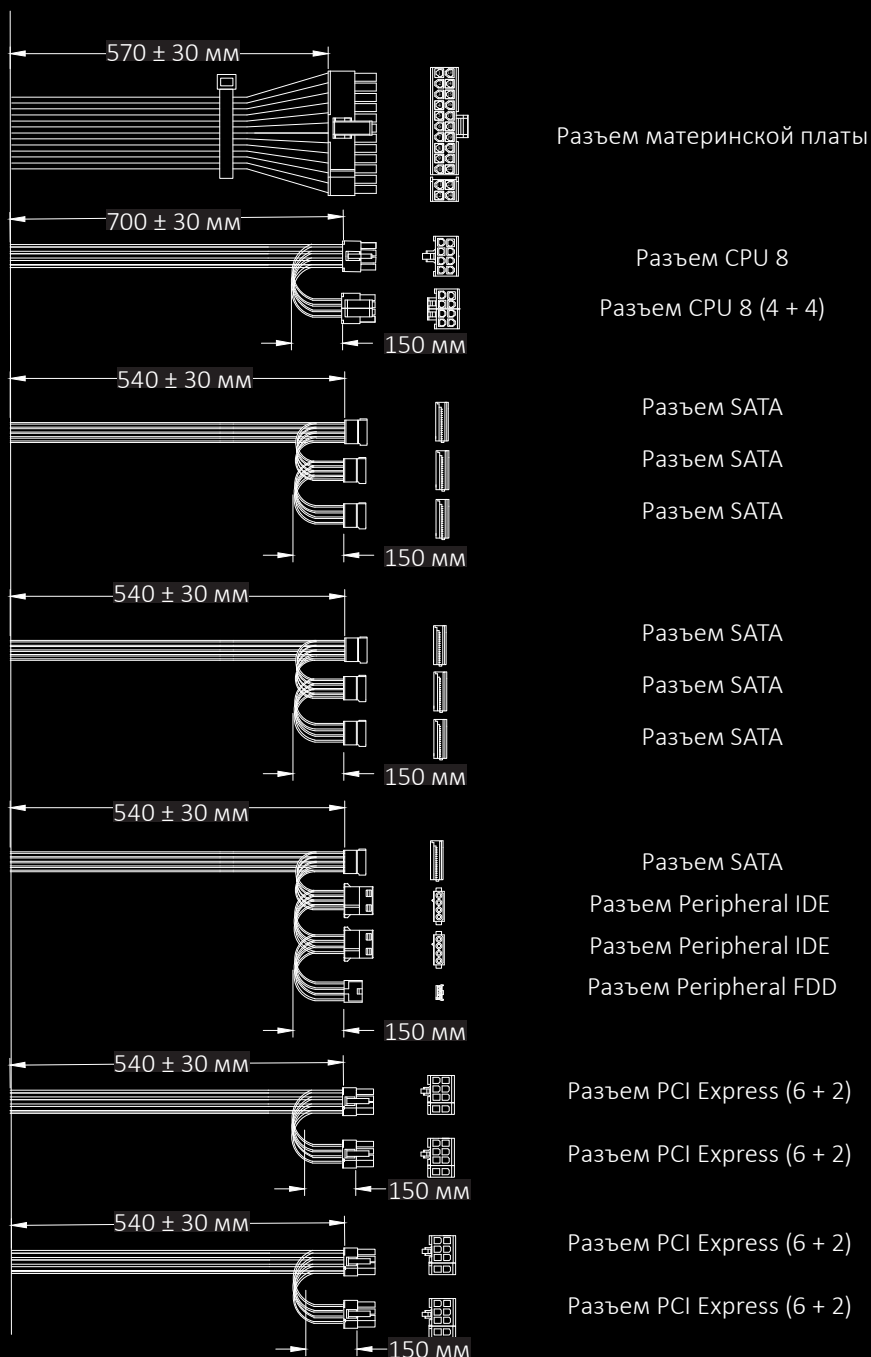 570 ± 30 мм
Разъем материнской платы
700 ± 30 мм
Разъем CPU 8
Разъем CPU 8 (4 + 4)
150 мм
540 ± 30 мм
Разъем SATA
Разъем SATA
Разъем SATA
150 мм
540 ± 30 мм
Разъем SATA
Разъем SATA
Разъем SATA
150 мм
540 ± 30 мм
Разъем SATA
Разъем Peripheral IDE
Разъем Peripheral IDE
Разъем Peripheral FDD
150 мм
540 ± 30 мм
Разъем PCI Express (6 + 2)
Разъем PCI Express (6 + 2)
150 мм
540 ± 30 мм
Разъем PCI Express (6 + 2)
Разъем PCI Express (6 + 2)
150 мм